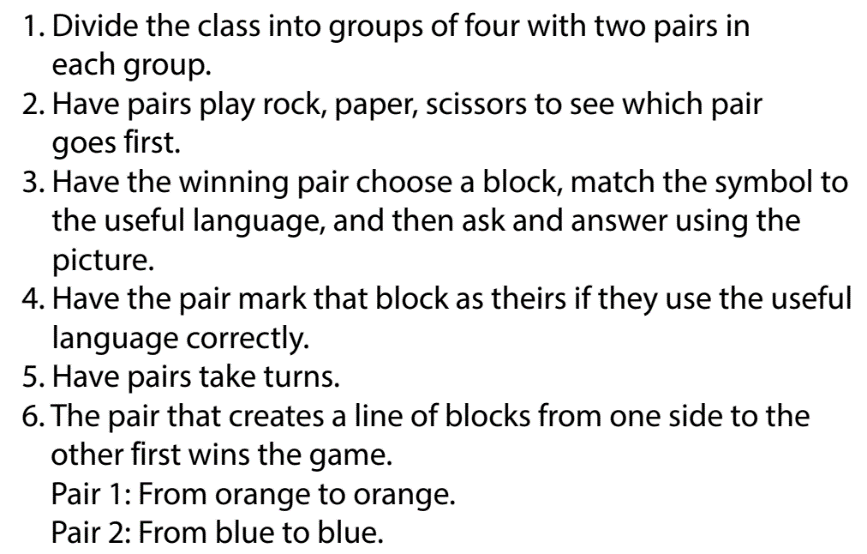 1. Divide the class into groups of four with two pairs in
each group.
2. Have pairs play rock, paper, scissors to see which pair
goes first.
3. Have the winning pair choose a block, match the symbol to
the useful language, and then ask and answer using the
picture.
4. Have the pair mark that block as theirs if they use the useful
language correctly.
5. Have pairs take turns.
6. The pair that creates a line of blocks from one side to the
other first wins the game.
Pair 1: From orange to orange.
Pair 2: From blue to blue.